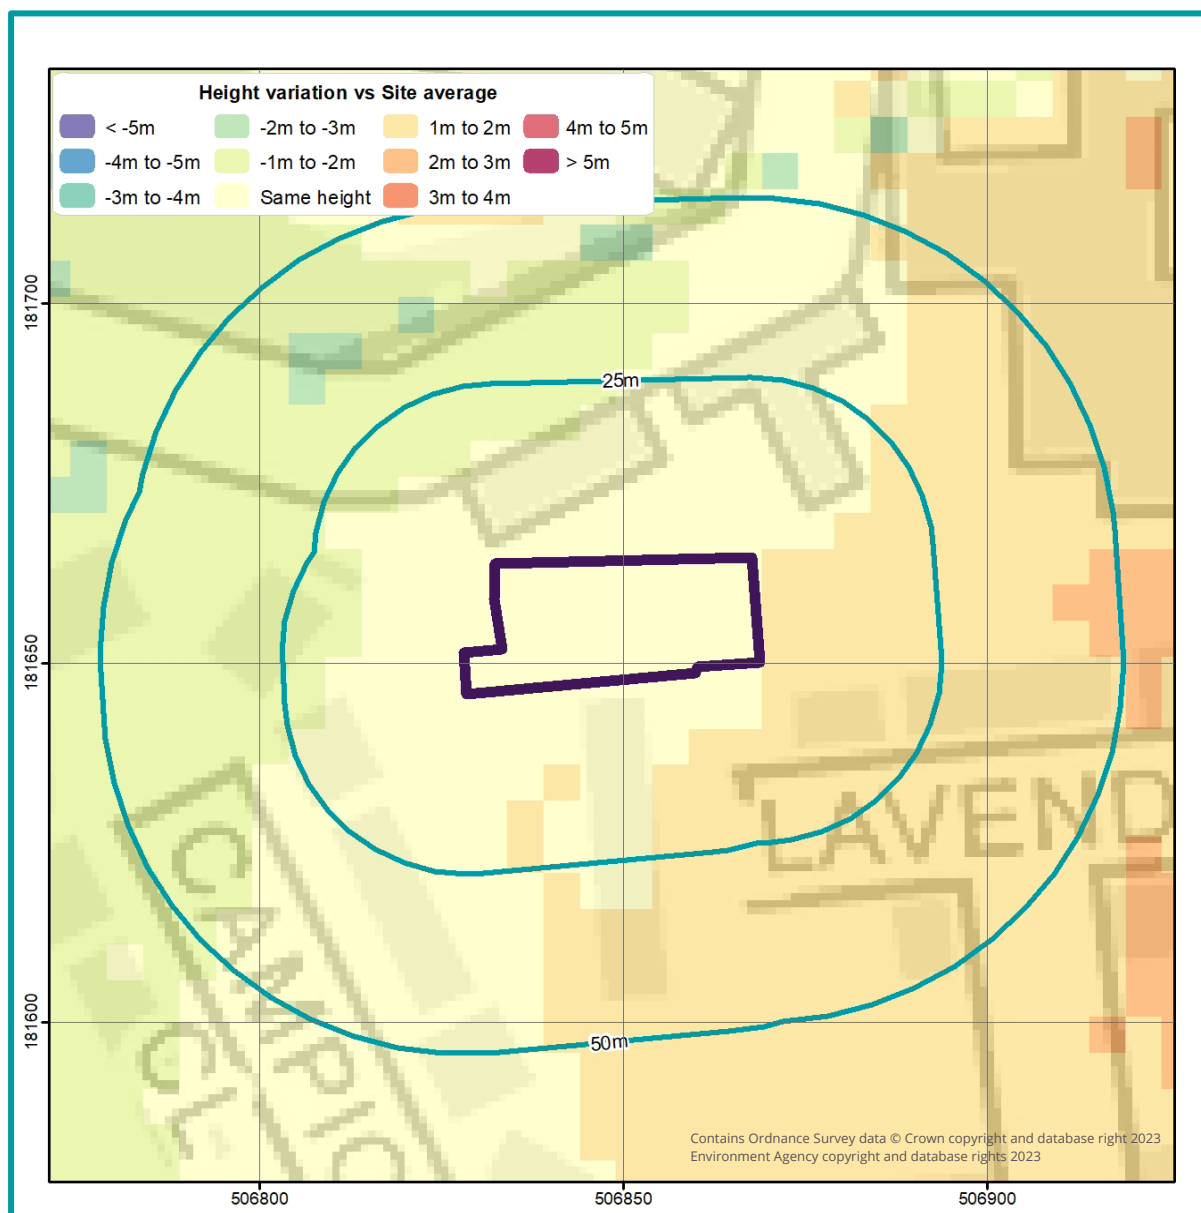 Height variation vs Site average
< -5m
-4m to -5m
-3m to -4m
-2m to -3m
-1m to -2m
Same height
1m to 2m
2m to 3m
3m to 4m
4m to 5m
> 5m
181700
181650
181600
25m
50m
LAVEND
CAMPIO
CL
Contains Ordnance Survey data © Crown copyright and database right 2023
Environment Agency copyright and database rights 2023
506800
506850
506900